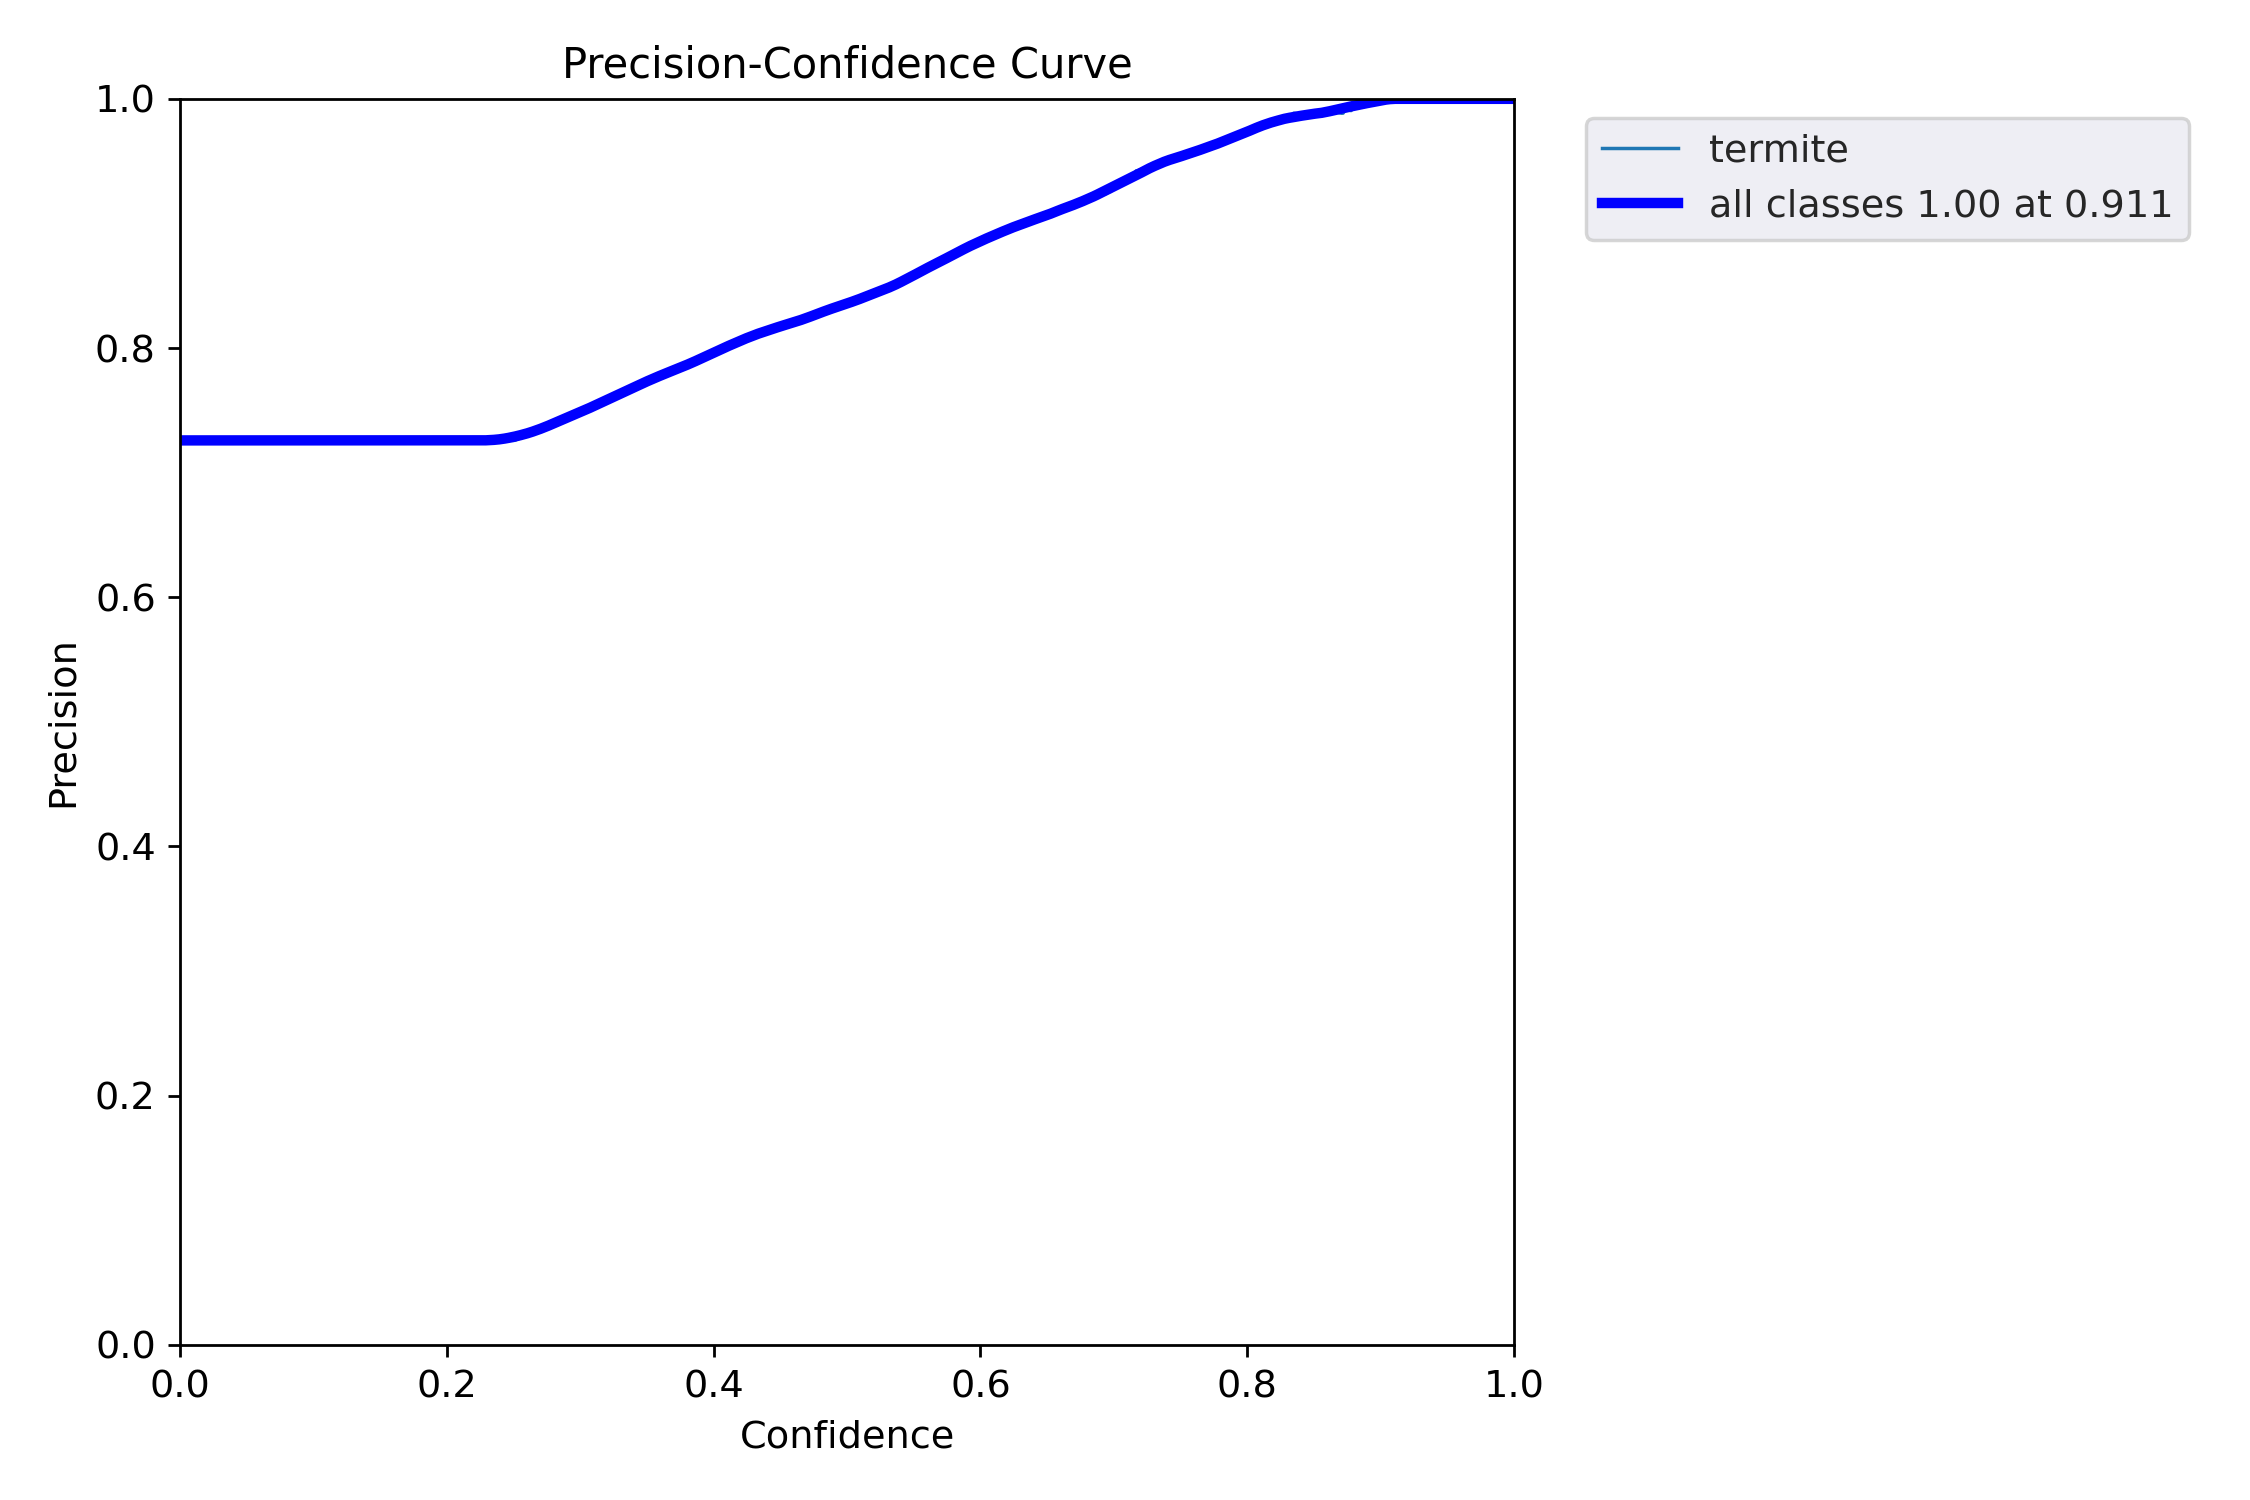 Precision-Confidence Curve
1.0
0.8
0.6
0.4
0.2
0.0
Precision
0.0 0.2 0.4 0.6 0.8 1.0
Confidence
termite
all classes 1.00 at 0.911